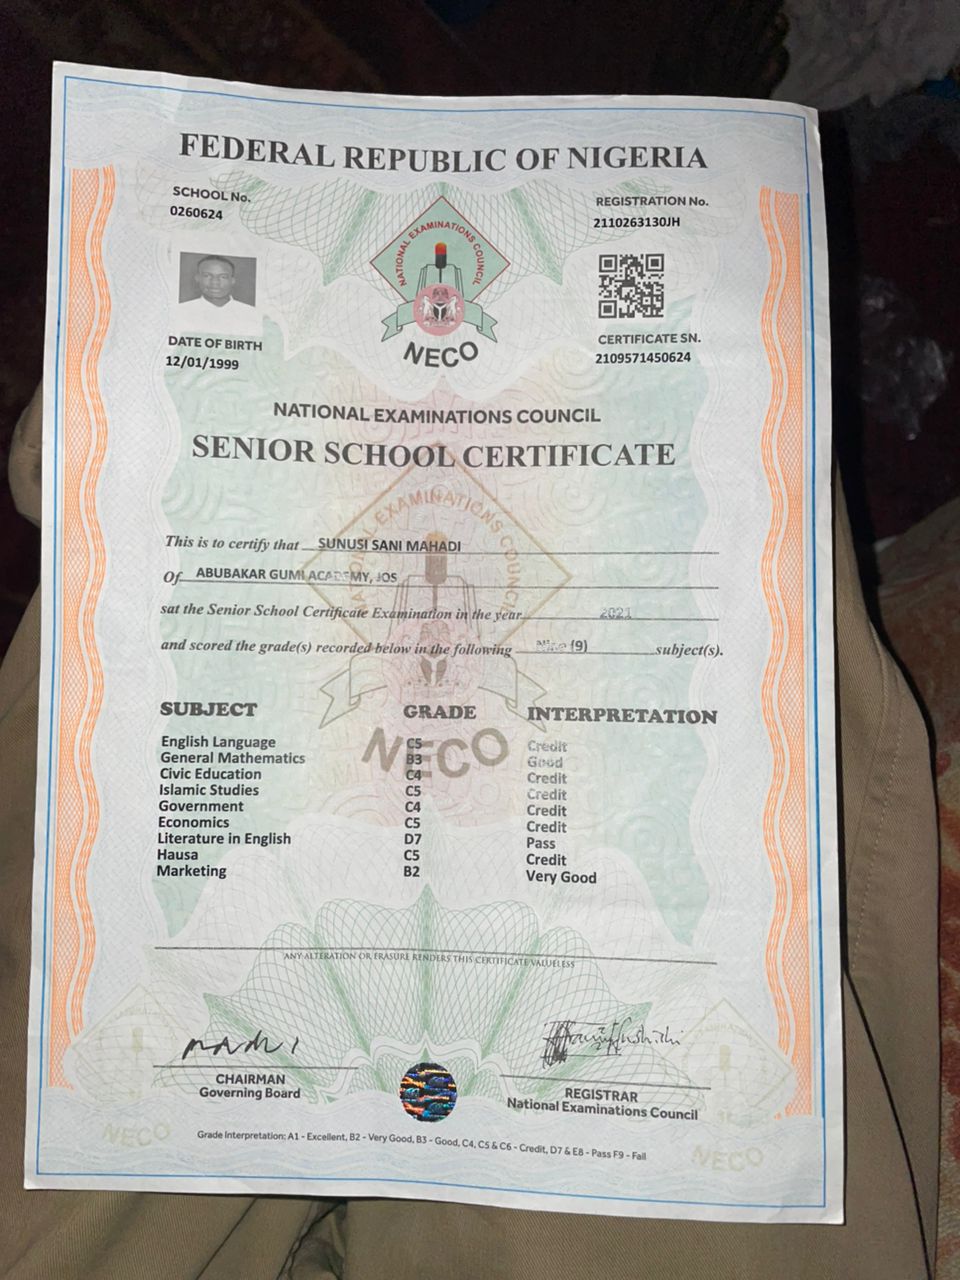 FEDERAL REPUBLIC OF NIGERIA
SCHOOL No.
0260624
REGISTRATION No.
2110263130JH
NATIONAL EXAMINATIONS COUNCIL
NECO
DATE OF BIRTH
12/01/1999
CERTIFICATE SN.
2109571450624
NATIONAL EXAMINATIONS COUNCIL
SENIOR SCHOOL CERTIFICATE
This is to certify that SUNUSI SANI MAHADI
Of ABUBAKAR GUMI ACADEMY, JOS
sat the Senior School Certificate Examination in the year 2021
and scored the grade(s) recorded below in the following Nine (9) subject(s).
SUBJECT GRADE INTERPRETATION
English Language C5 Credit
General Mathematics B3 Good
Civic Education C4 Credit
Islamic Studies C5 Credit
Government C4 Credit
Economics C5 Credit
Literature in English D7 Pass
Hausa C5 Credit
Marketing B2 Very Good
NATIONAL EXAMINATIONS COUNCIL
NECO
ANY ALTERATION OR ERASURE RENDERS THIS CERTIFICATE VALUELESS
CHAIRMAN
Governing Board
REGISTRAR
National Examinations Council
NECO
NECO
Grade Interpretation: A1 - Excellent, B2 - Very Good, B3 - Good, C4, C5 & C6 - Credit, D7 & E8 - Pass F9 - Fail